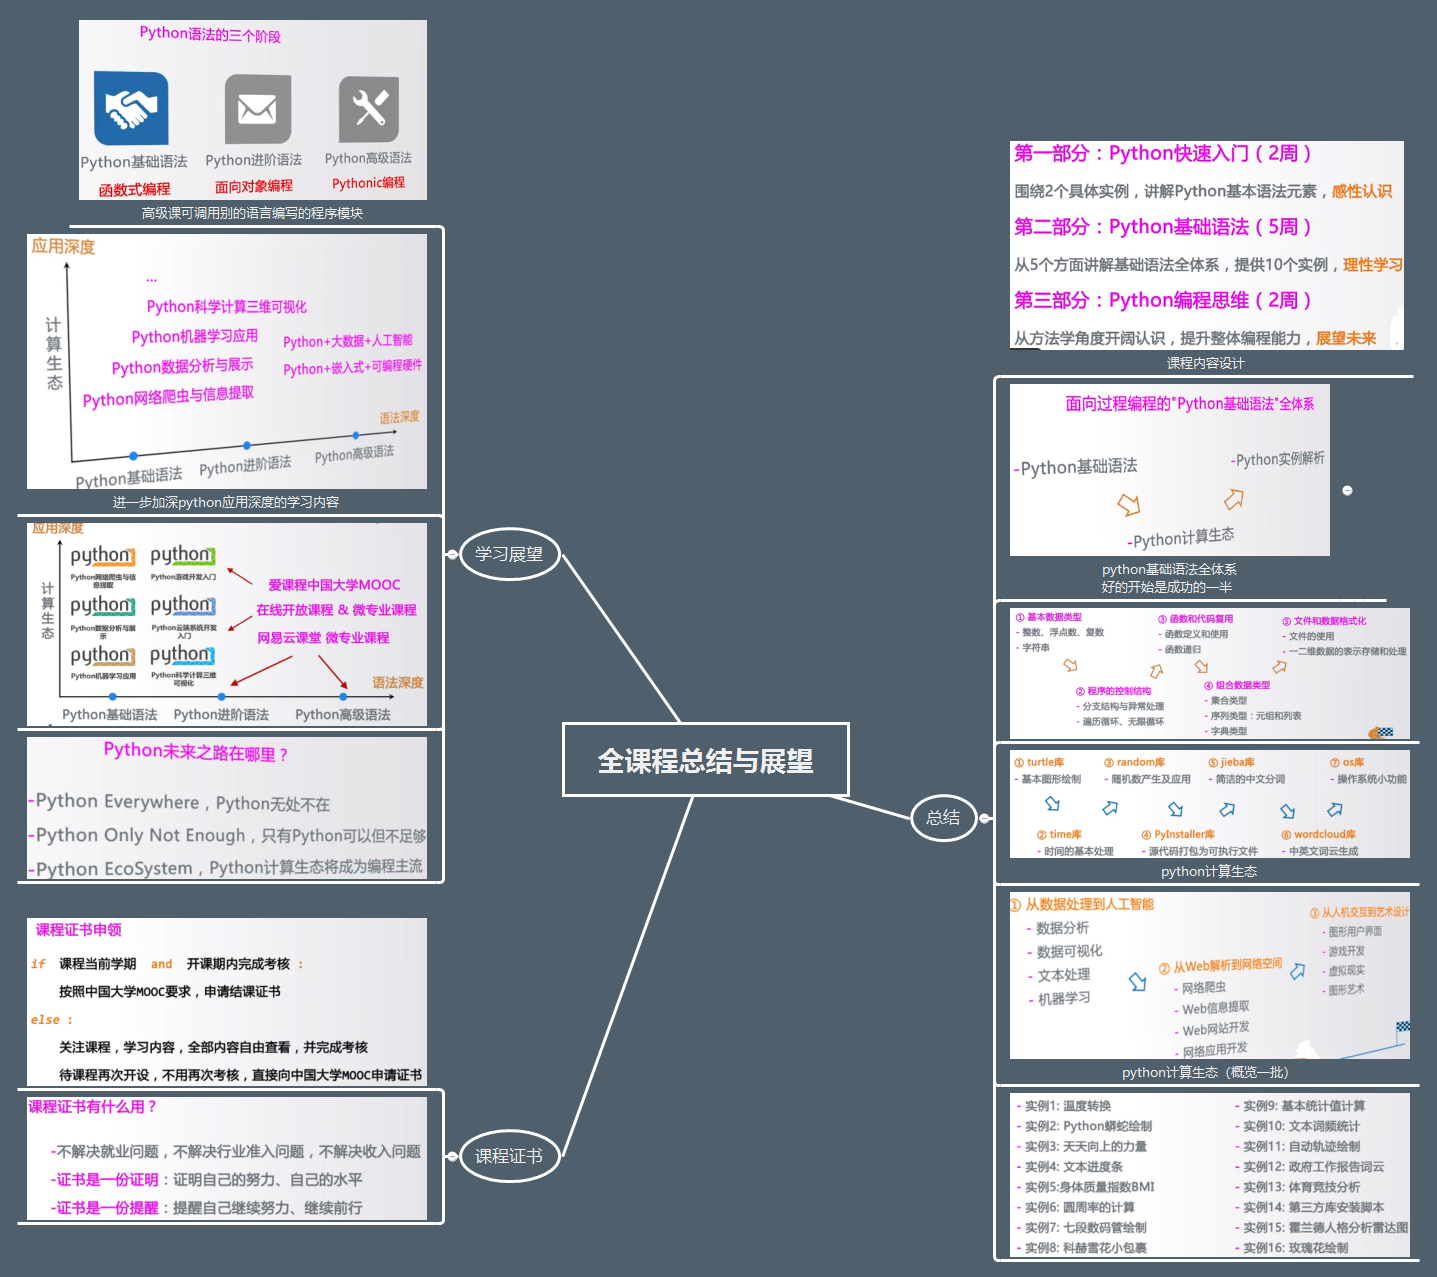 Python语法的三个阶段
Python基础语法
Python进阶语法
Python高级语法
函数式编程
面向对象编程
Pythonic编程
高级课可调用别的语言编写的程序模块
应用深度
计算生态
...
Python科学计算三维可视化
Python机器学习应用
Python+大数据+人工智能
Python数据分析与展示
Python+嵌入式+可编程硬件
Python网络爬虫与信息提取
语法深度
Python基础语法
Python进阶语法
Python高级语法
进一步加深python应用深度的学习内容
应用深度
计算生态
python
python
Python网络爬虫与信息提取
Python游戏开发入门
爱课程中国大学MOOC
python
python
在线开放课程 & 微专业课程
Python数据分析与展示
Python云端系统开发入门
网易云课堂 微专业课程
python
python
Python机器学习应用
Python科学计算三维可视化
语法深度
Python基础语法
Python进阶语法
Python高级语法
Python未来之路在哪里？
-Python Everywhere，Python无处不在
-Python Only Not Enough，只有Python可以但不足够
-Python EcoSystem，Python计算生态将成为编程主流
学习展望
课程证书申领
if 课程当前学期 and 开课期内完成考核：
按照中国大学MOOC要求，申请结课证书
else：
关注课程，学习内容，全部内容自由查看，并完成考核
待课程再次开设，不用再次考核，直接向中国大学MOOC申请证书
课程证书有什么用？
-不解决就业问题，不解决行业准入问题，不解决收入问题
-证书是一份证明：证明自己的努力、自己的水平
-证书是一份提醒：提醒自己继续努力、继续前行
课程证书
全课程总结与展望
总结
第一部分：Python快速入门（2周）
围绕2个具体实例，讲解Python基本语法元素，感性认识
第二部分：Python基础语法（5周）
从5个方面讲解基础语法全体系，提供10个实例，理性学习
第三部分：Python编程思维（2周）
从方法学角度开阔认识，提升整体编程能力，展望未来
课程内容设计
面向过程编程的"Python基础语法"全体系
-Python基础语法
-Python实例解析
-Python计算生态
python基础语法全体系
好的开始是成功的一半
① 基本数据类型
- 整数、浮点数、复数
- 字符串
③ 函数和代码复用
- 函数定义和使用
- 函数递归
⑤ 文件和数据格式化
- 文件的使用
- 一二维数据的表示存储和处理
② 程序的控制结构
- 分支结构与异常处理
- 遍历循环、无限循环
④ 组合数据类型
- 集合类型
- 序列类型：元组和列表
- 字典类型
① turtle库
- 基本图形绘制
③ random库
- 随机数产生及应用
⑤ jieba库
- 简洁的中文分词
⑦ os库
- 操作系统小功能
② time库
- 时间的基本处理
④ PyInstaller库
- 源代码打包为可执行文件
⑥ wordcloud库
- 中英文词云生成
python计算生态
① 从数据处理到人工智能
- 数据分析
- 数据可视化
- 文本处理
- 机器学习
② 从Web解析到网络空间
- 网络爬虫
- Web信息提取
- Web网站开发
- 网络应用开发
③ 从人机交互到艺术设计
- 图形用户界面
- 游戏开发
- 虚拟现实
- 图形艺术
python计算生态（概览一批）
- 实例1: 温度转换
- 实例2: Python蟒蛇绘制
- 实例3: 天天向上的力量
- 实例4: 文本进度条
- 实例5:身体质量指数BMI
- 实例6: 圆周率的计算
- 实例7: 七段数码管绘制
- 实例8: 科赫雪花小包裹
- 实例9: 基本统计值计算
- 实例10: 文本词频统计
- 实例11: 自动轨迹绘制
- 实例12: 政府工作报告词云
- 实例13: 体育竞技分析
- 实例14: 第三方库安装脚本
- 实例15: 霍兰德人格分析雷达图
- 实例16: 玫瑰花绘制